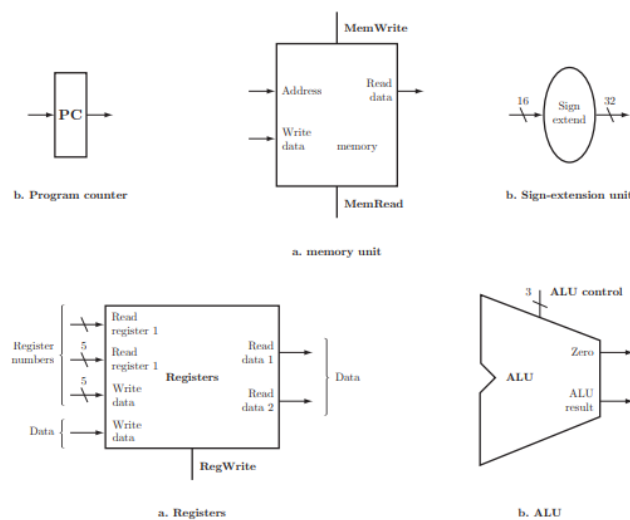 MemWrite
PC
Address
Read
data
Write
data
memory
MemRead
16
32
Sign
extend
b. Program counter
b. Sign-extension unit
a. memory unit
Register
numbers
Data
5
5
Read
register 1
Read
register 1
Write
data
Write
data
Registers
Read
data 1
Read
data 2
Data
RegWrite
3
ALU control
Zero
ALU
ALU
result
a. Registers
b. ALU